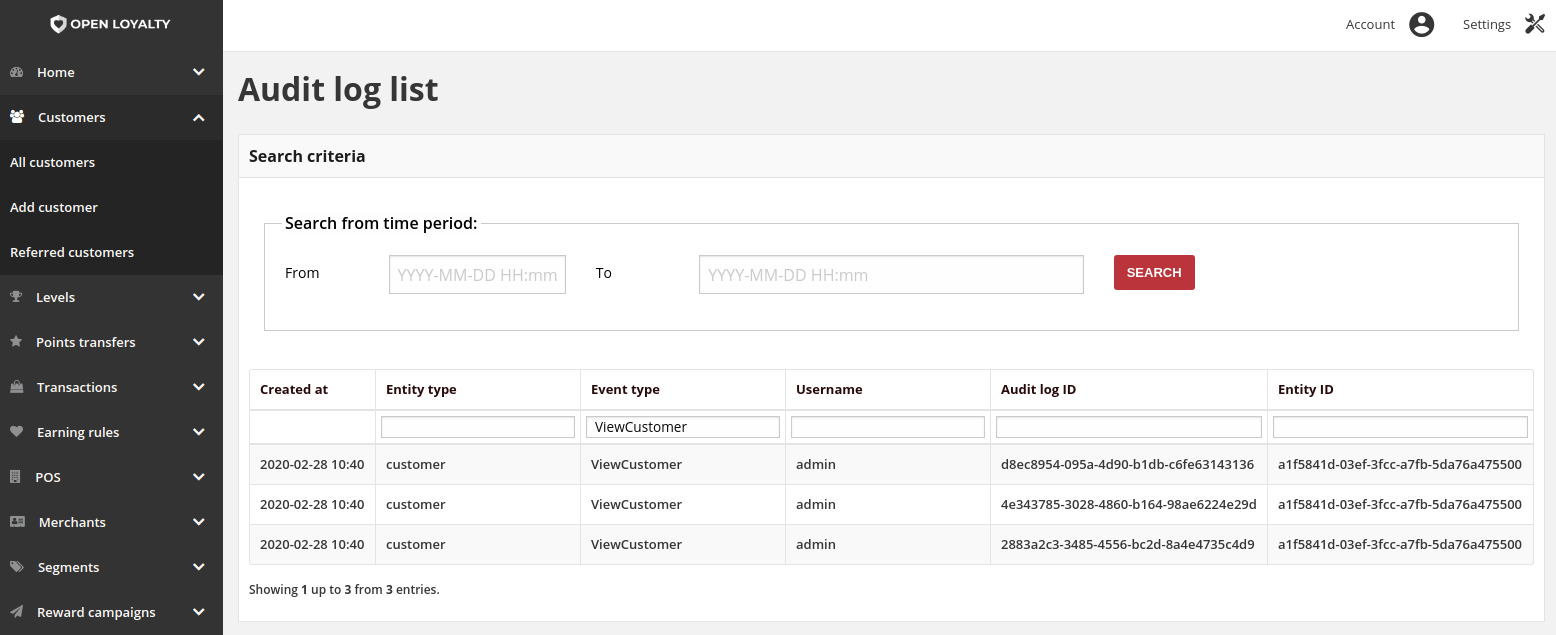 OPEN LOYALTY
Account
Settings
Home
Customers
All customers
Add customer
Referred customers
Levels
Points transfers
Transactions
Earning rules
POS
Merchants
Segments
Reward campaigns
Audit log list
Search criteria
Search from time period:
From YYYY-MM-DD HH:mm To YYYY-MM-DD HH:mm SEARCH
Created at Entity type Event type Username Audit log ID Entity ID
ViewCustomer
2020-02-28 10:40 customer ViewCustomer admin d8ec8954-095a-4d90-b1db-c6fe63143136 a1f5841d-03ef-3fcc-a7fb-5da76a475500
2020-02-28 10:40 customer ViewCustomer admin 4e343785-3028-4860-b164-98ae6224e29d a1f5841d-03ef-3fcc-a7fb-5da76a475500
2020-02-28 10:40 customer ViewCustomer admin 2883a2c3-3485-4556-bc2d-8a4e4735c4d9 a1f5841d-03ef-3fcc-a7fb-5da76a475500
Showing 1 up to 3 from 3 entries.